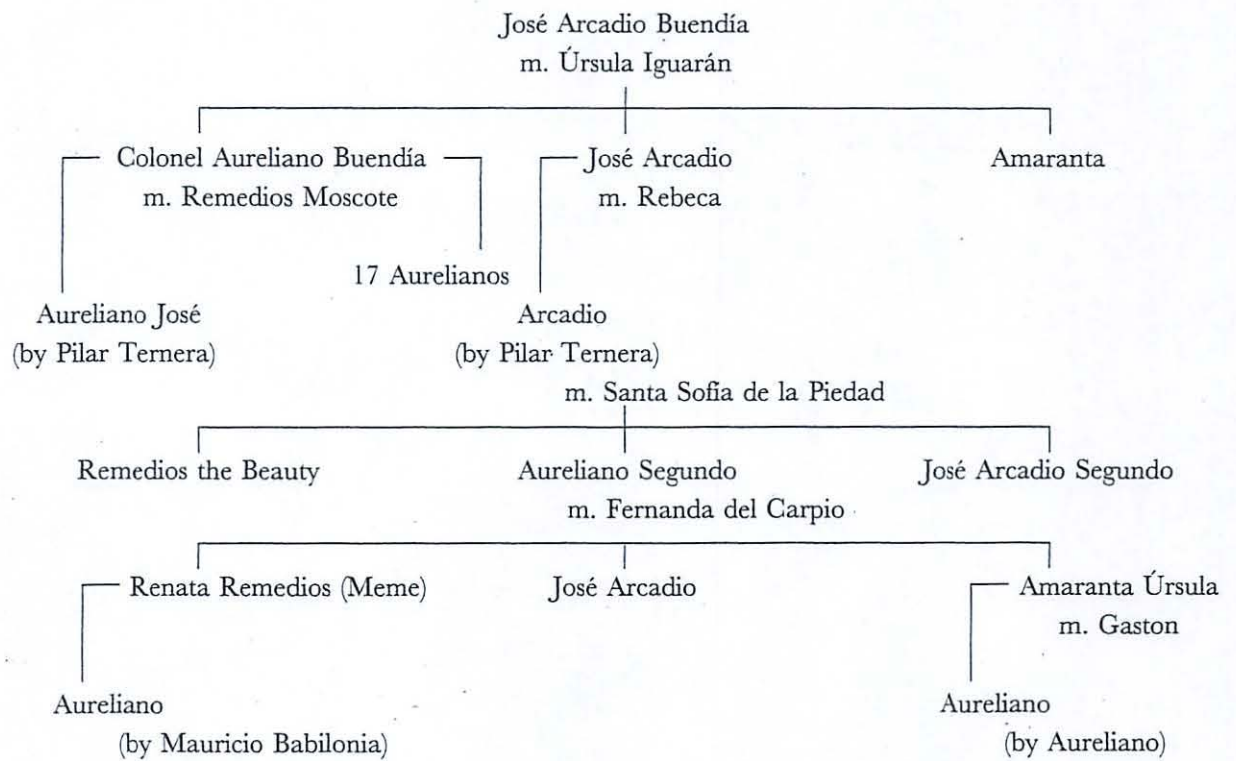 José Arcadio Buendía
m. Úrsula Iguarán
Colonel Aureliano Buendía
m. Remedios Moscote
José Arcadio
m. Rebeca
Amaranta
17 Aurelianos
Aureliano José
(by Pilar Ternera)
Arcadio
(by Pilar Ternera)
m. Santa Sofía de la Piedad
Remedios the Beauty
Aureliano Segundo
m. Fernanda del Carpio
José Arcadio Segundo
Renata Remedios (Meme)
José Arcadio
Amaranta Úrsula
m. Gaston
Aureliano
(by Mauricio Babilonia)
Aureliano
(by Aureliano)